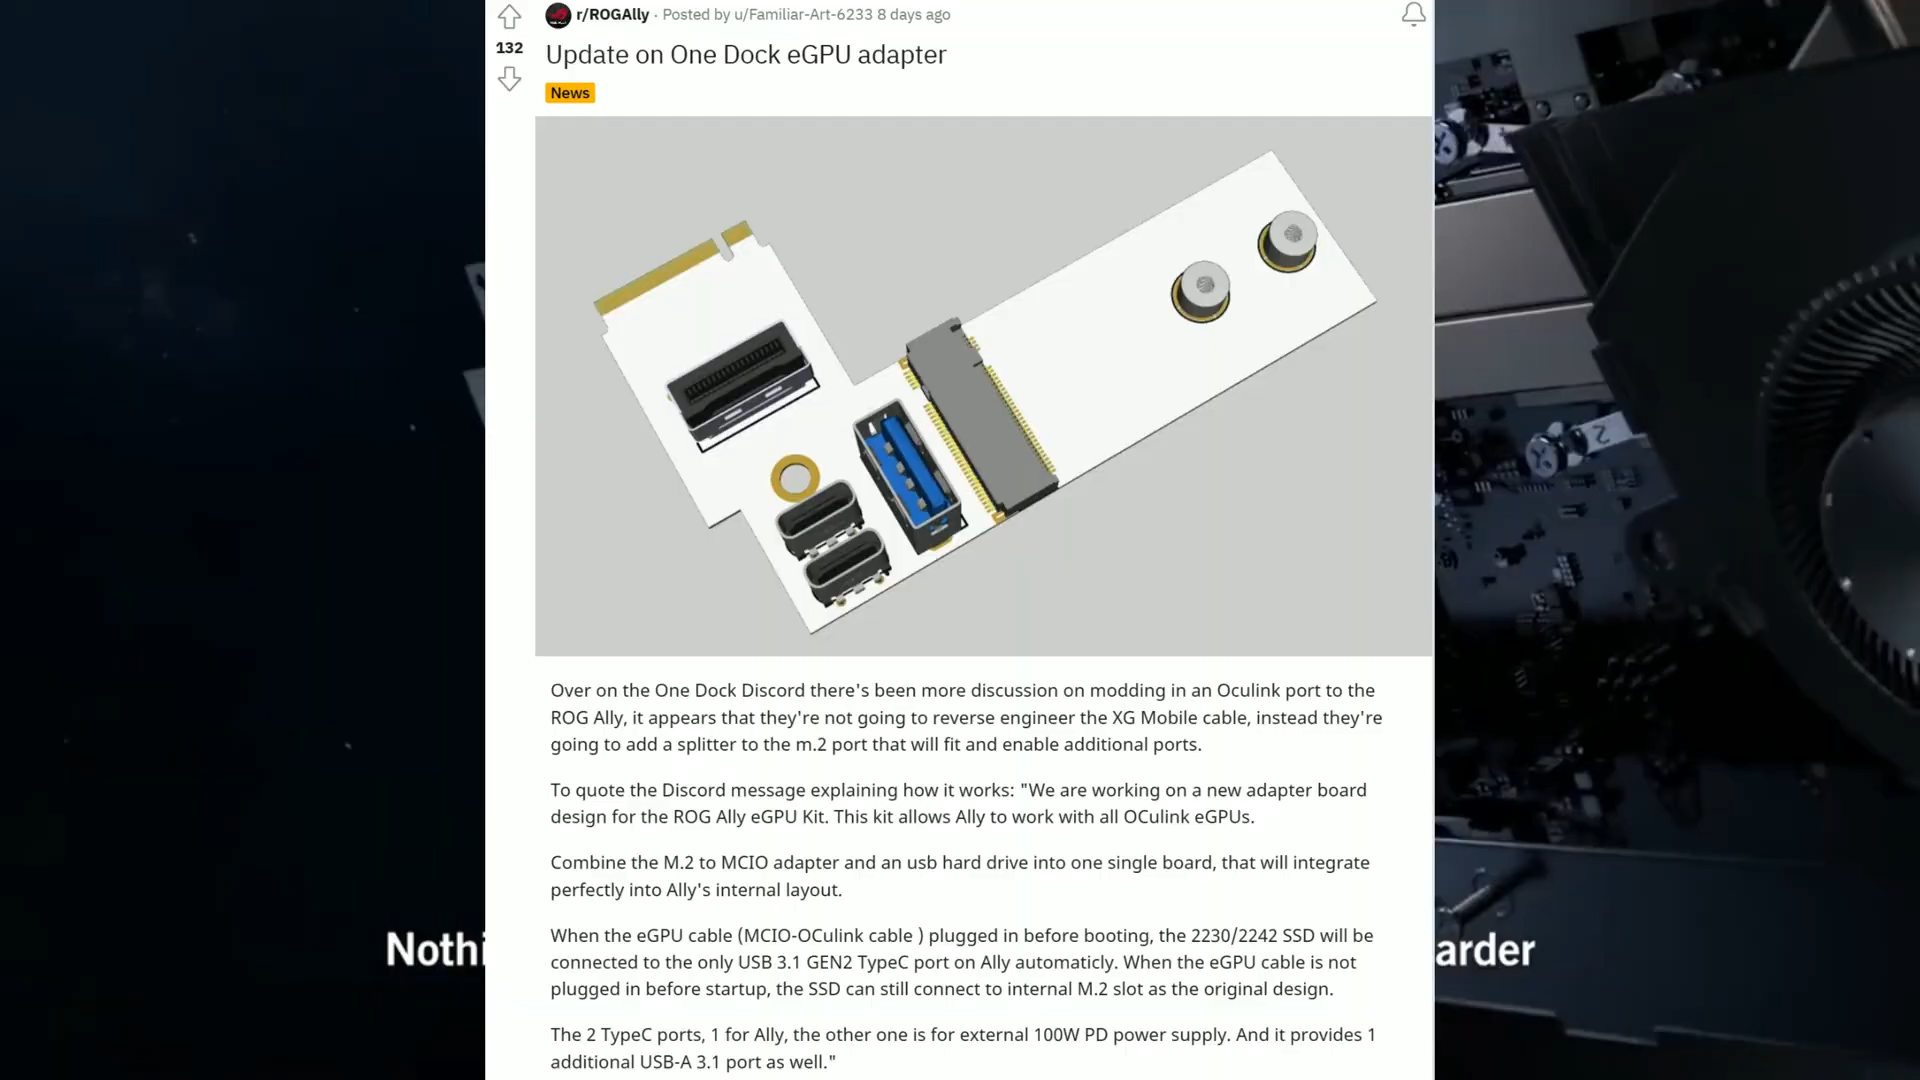 r/ROGAlly · Posted by u/Familiar-Art-6233 8 days ago
132
Update on One Dock eGPU adapter
News
Over on the One Dock Discord there's been more discussion on modding in an Oculink port to the
ROG Ally, it appears that they're not going to reverse engineer the XG Mobile cable, instead they're
going to add a splitter to the m.2 port that will fit and enable additional ports.
To quote the Discord message explaining how it works: "We are working on a new adapter board
design for the ROG Ally eGPU Kit. This kit allows Ally to work with all OCulink eGPUs.
Combine the M.2 to MCIO adapter and an usb hard drive into one single board, that will integrate
perfectly into Ally's internal layout.
When the eGPU cable (MCIO-OCulink cable ) plugged in before booting, the 2230/2242 SSD will be
connected to the only USB 3.1 GEN2 TypeC port on Ally automaticly. When the eGPU cable is not
plugged in before startup, the SSD can still connect to internal M.2 slot as the original design.
The 2 TypeC ports, 1 for Ally, the other one is for external 100W PD power supply. And it provides 1
additional USB-A 3.1 port as well."
Nothi
arder
2